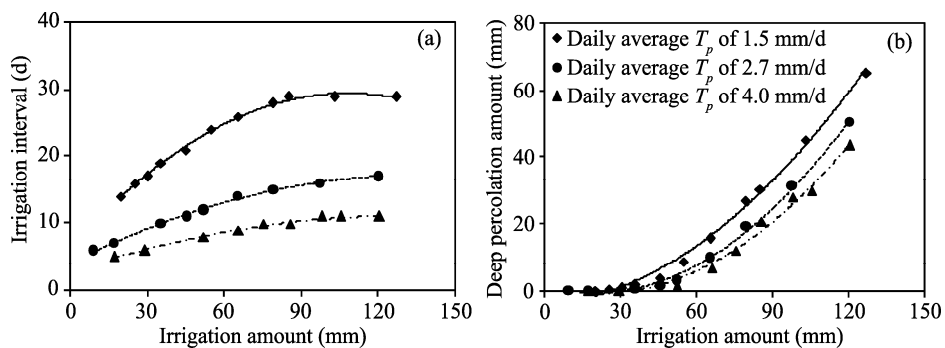 (a)
40
30
20
10
0
Irrigation interval (d)
0 30 60 90 120 150
Irrigation amount (mm)
(b)
80
60
40
20
0
Deep percolation amount (mm)
Daily average Tp of 1.5 mm/d
Daily average Tp of 2.7 mm/d
Daily average Tp of 4.0 mm/d
0 30 60 90 120 150
Irrigation amount (mm)